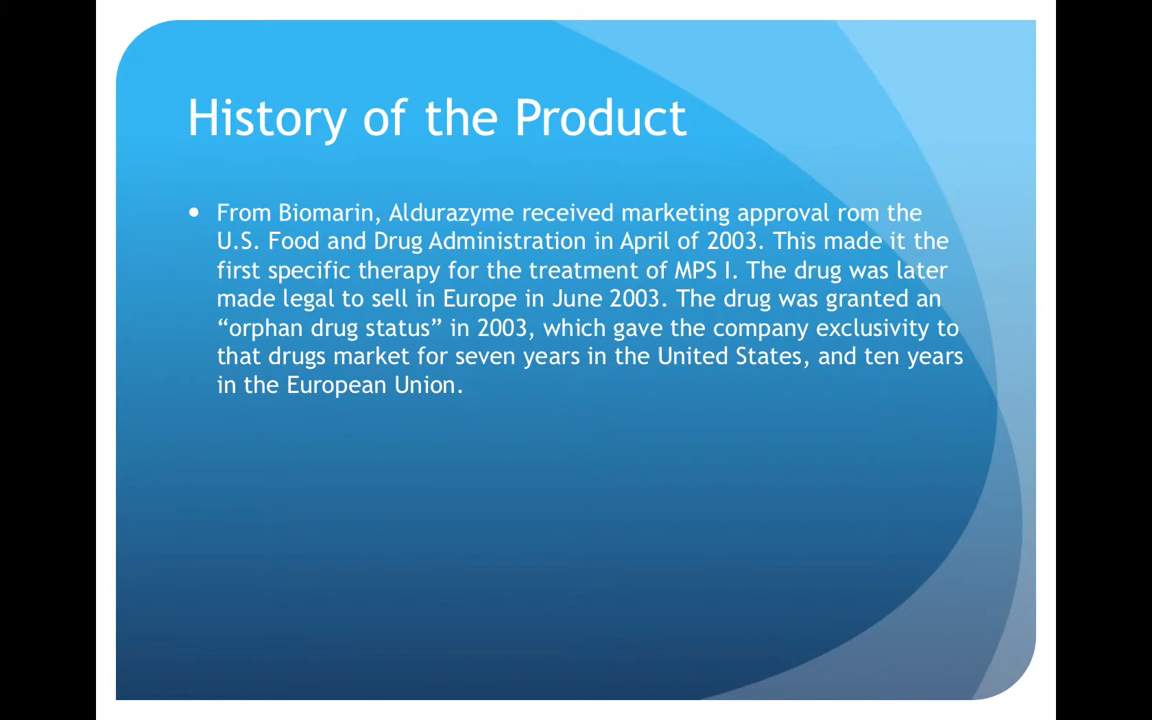 History of the Product
• From Biomarin, Aldurazyme received marketing approval rom the
U.S. Food and Drug Administration in April of 2003. This made it the
first specific therapy for the treatment of MPS I. The drug was later
made legal to sell in Europe in June 2003. The drug was granted an
“orphan drug status” in 2003, which gave the company exclusivity to
that drugs market for seven years in the United States, and ten years
in the European Union.